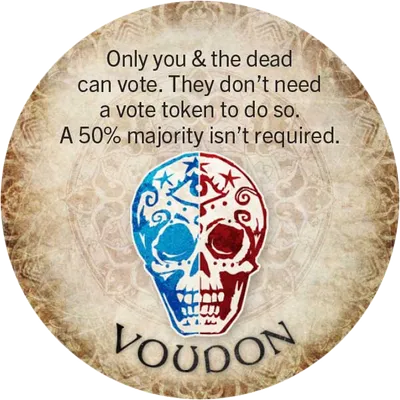 Only you & the dead
can vote. They don’t need
a vote token to do so.
A 50% majority isn’t required.
VOUDON